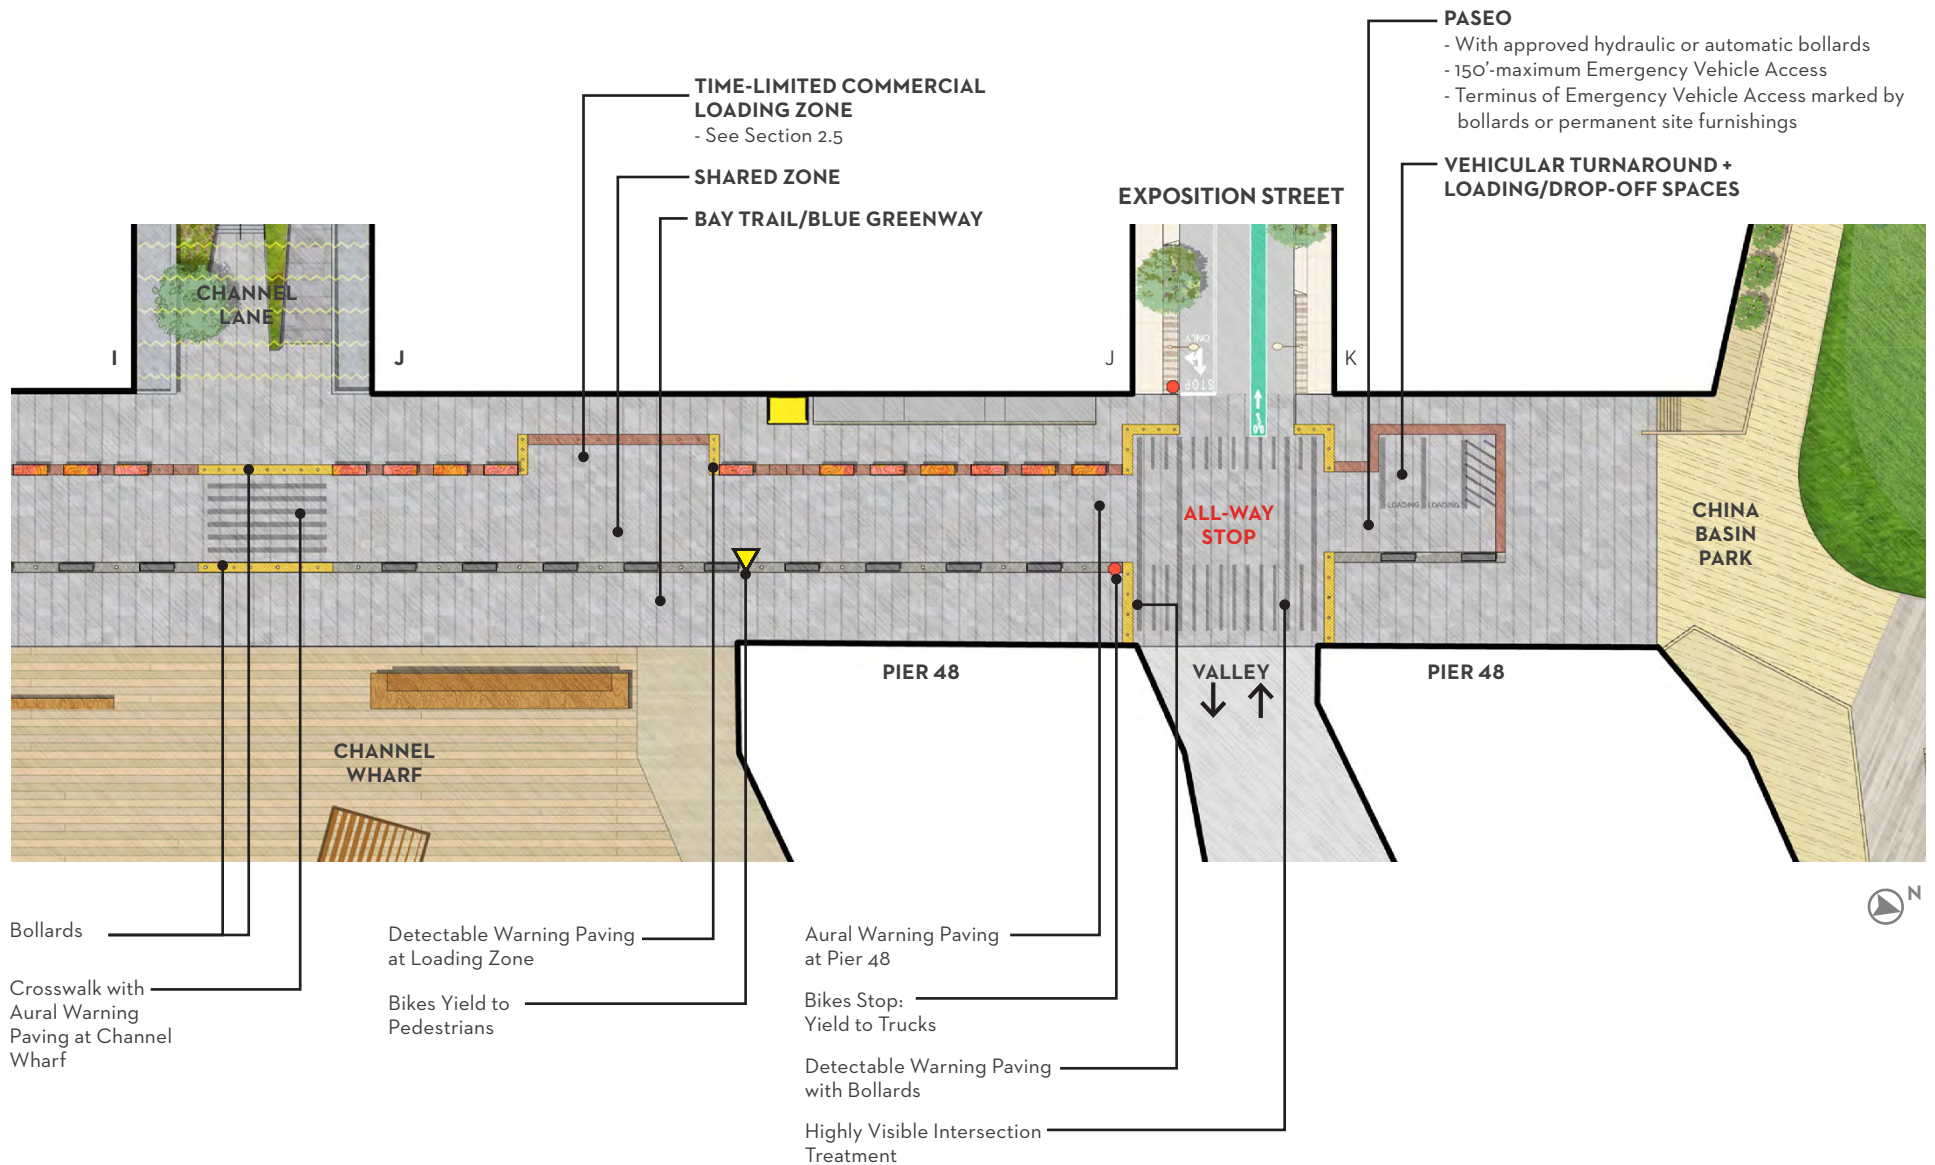 PASEO
- With approved hydraulic or automatic bollards
- 150'-maximum Emergency Vehicle Access
- Terminus of Emergency Vehicle Access marked by
bollards or permanent site furnishings
TIME-LIMITED COMMERCIAL
LOADING ZONE
- See Section 2.5
SHARED ZONE
BAY TRAIL/BLUE GREENWAY
EXPOSITION STREET
VEHICULAR TURNAROUND +
LOADING/DROP-OFF SPACES
CHANNEL
LANE
I
J
J
K
ONLY
STOP
LOADING
LOADING
ALL-WAY
STOP
CHINA
BASIN
PARK
PIER 48
VALLEY
PIER 48
CHANNEL
WHARF
N
Bollards
Crosswalk with
Aural Warning
Paving at Channel
Wharf
Detectable Warning Paving
at Loading Zone
Bikes Yield to
Pedestrians
Aural Warning Paving
at Pier 48
Bikes Stop:
Yield to Trucks
Detectable Warning Paving
with Bollards
Highly Visible Intersection
Treatment